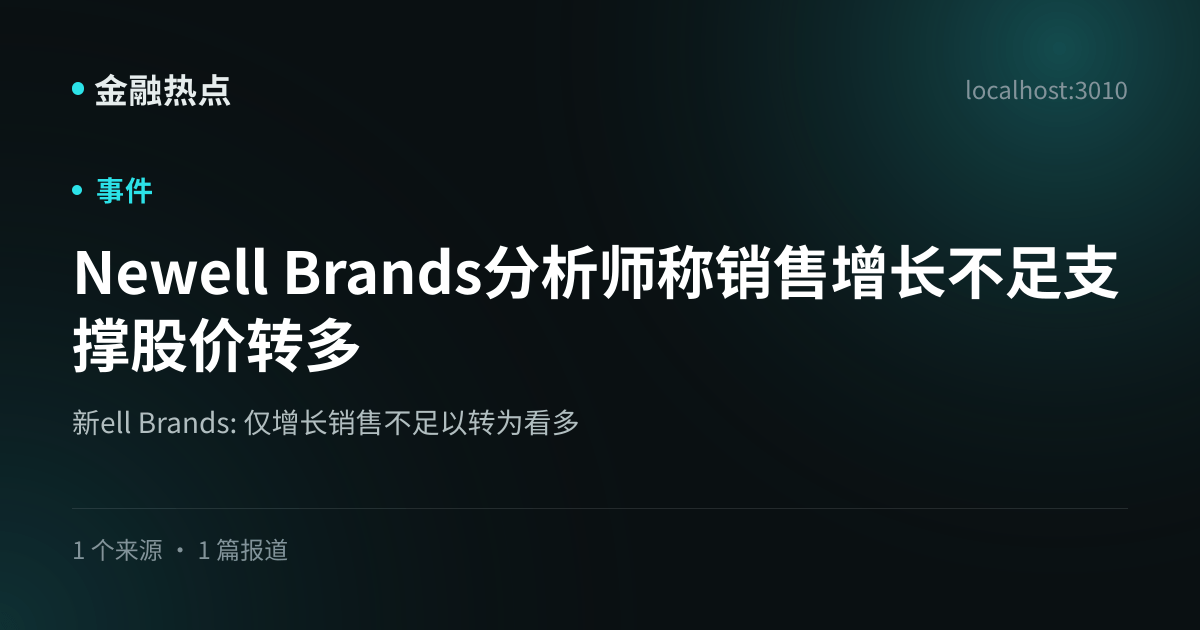 金融热点
localhost:3010
事件
Newell Brands分析师称销售增长不足支
撑股价转多
新ell Brands: 仅增长销售不足以转为看多
1 个来源 · 1 篇报道